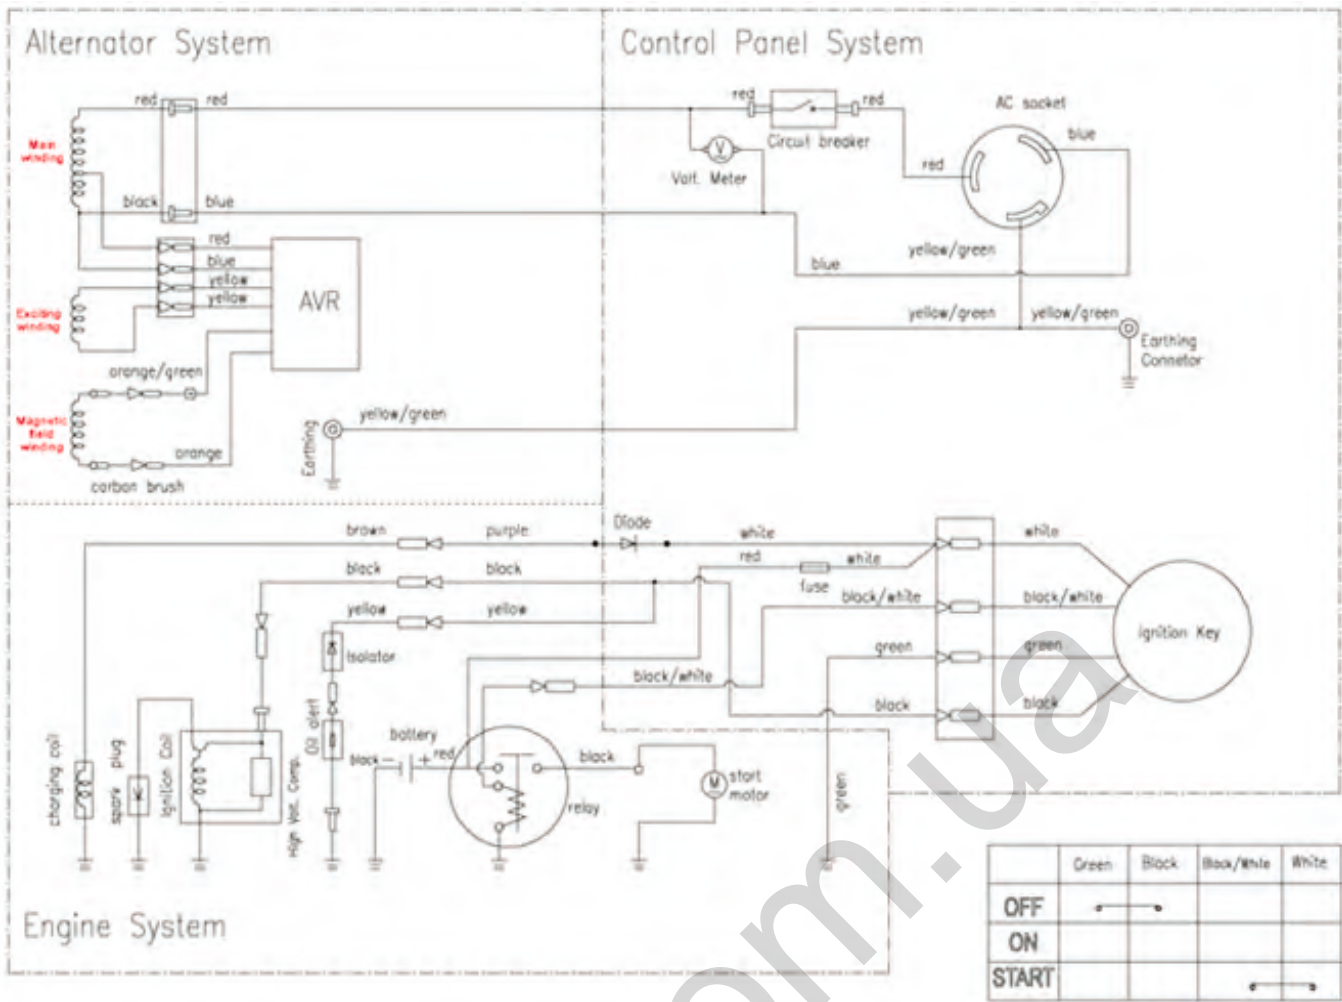 Alternator System
Control Panel System
red
red
red
red
AC socket
blue
Main
winding
Circuit breaker
V
Volt. Meter
red
black
blue
red
blue
yellow
yellow
AVR
yellow/green
blue
Exciting
winding
yellow/green
yellow/green
Earthing
Connetor
orange/green
Magnetic
field
winding
yellow/green
Earthing
orange
carbon brush
brown
purple
Diode
white
white
red
white
fuse
black
black
black/white
black/white
yellow
yellow
Isolator
green
green
Ignition Key
black/white
black
black
Oil alert
battery
black
-
+
red
black
M
start
motor
relay
charging coil
spark plug
Ignition Coil
High Volt. Comp.
green
Engine System
Green
Black
Black/White
White
OFF
ON
START
om.ua